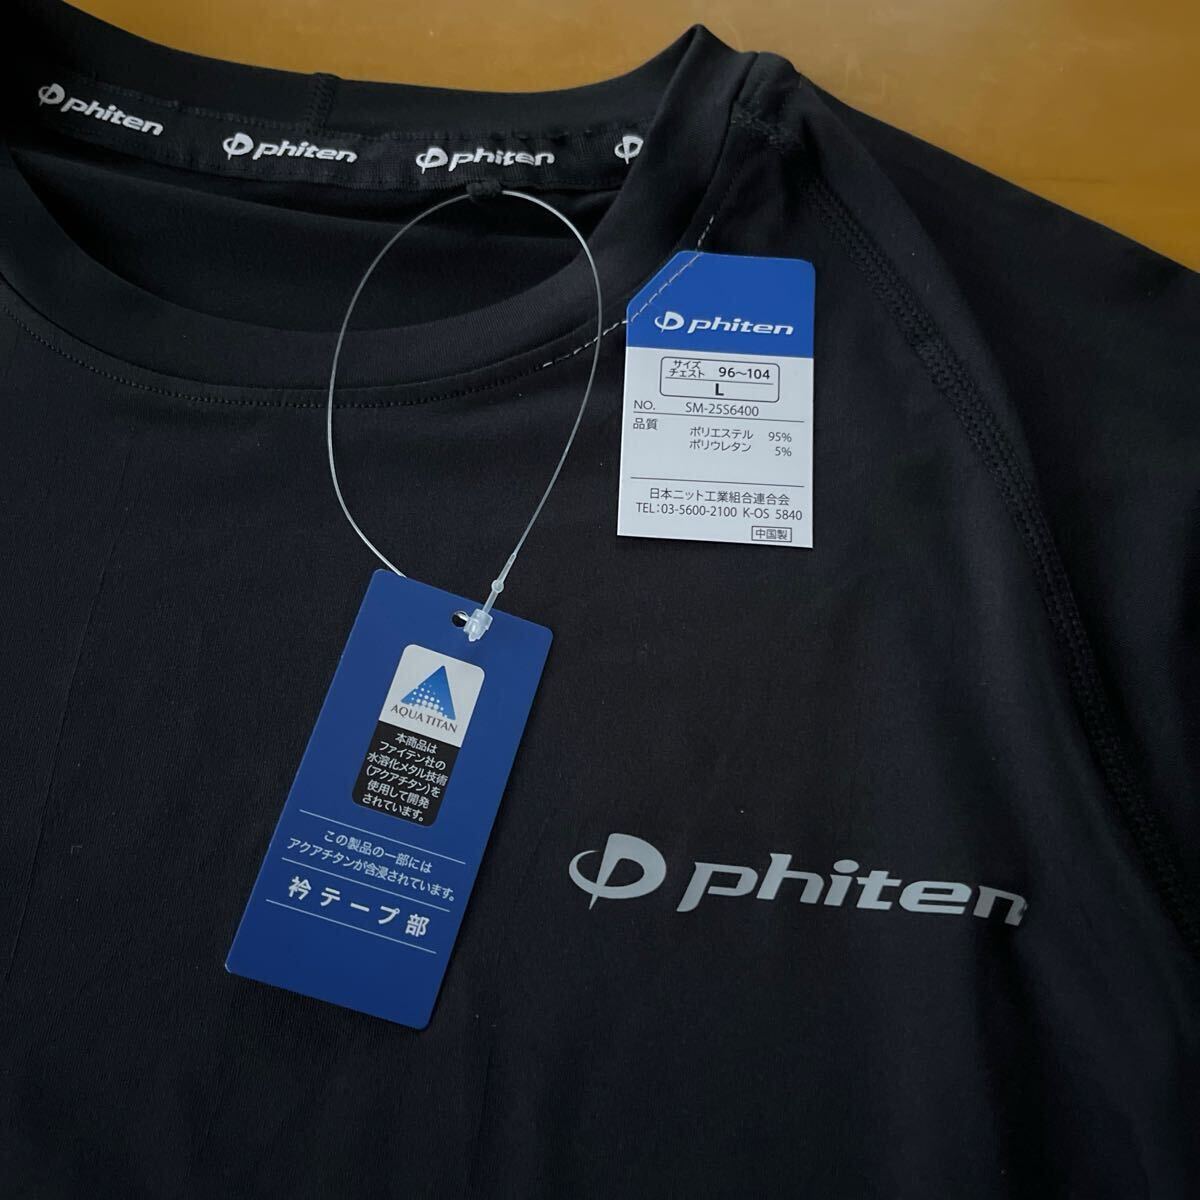 phiten
phiten
phiten
phiten
サイズ
チェスト 96〜104
L
NO. SM-25S6400
品質 ポリエステル 95%
ポリウレタン 5%
日本ニット工業組合連合会
TEL:03-5600-2100 K-OS 5840
中国製
AQUA TITAN
本商品は
ファイテン社の
水溶化メタル技術
(アクアチタン)を
使用して開発
されています。
この製品の一部には
アクアチタンが含浸されています。
衿テープ部
phiten